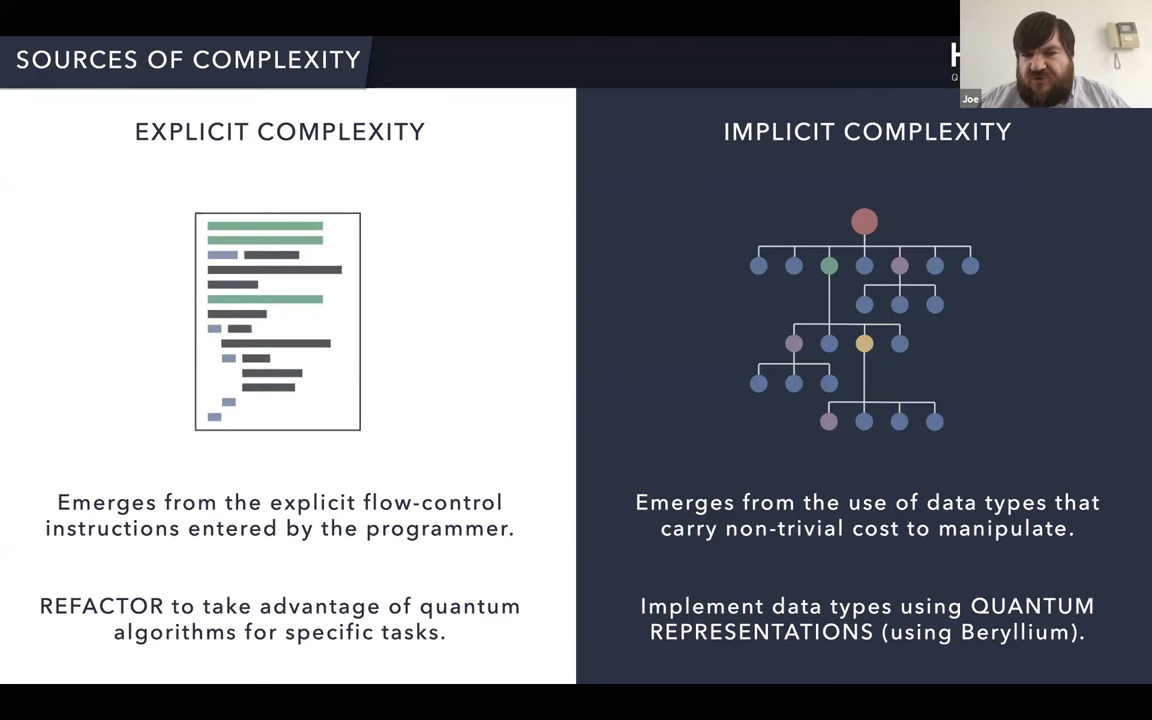 SOURCES OF COMPLEXITY
H
Q
Joe
EXPLICIT COMPLEXITY
Emerges from the explicit flow-control
instructions entered by the programmer.
REFACTOR to take advantage of quantum
algorithms for specific tasks.
IMPLICIT COMPLEXITY
Emerges from the use of data types that
carry non-trivial cost to manipulate.
Implement data types using QUANTUM
REPRESENTATIONS (using Beryllium).